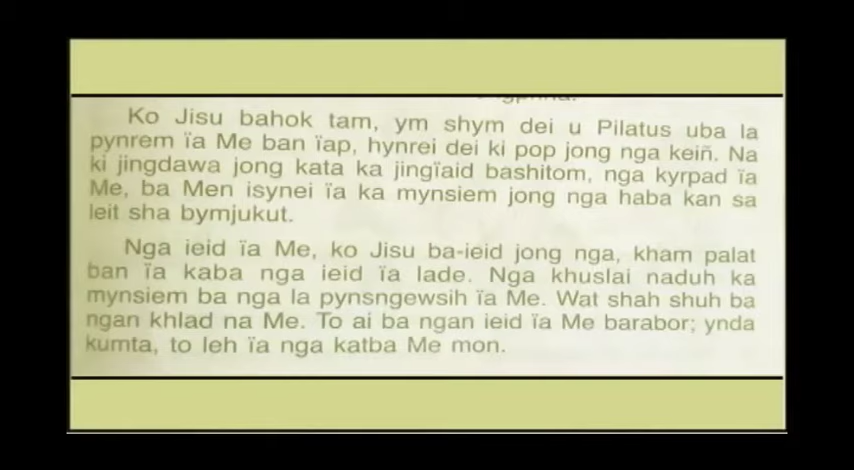 Ko Jisu bahok tam, ym shym dei u Pilatus uba la
pynrem ïa Me ban ïap, hynrei dei ki pop jong nga keiñ. Na
ki jingdawa jong kata ka jingïaid bashitom, nga kyrpad ïa
Me, ba Men isynei ïa ka mynsiem jong nga haba kan sa
leit sha bymjukut.
Nga ieid ïa Me, ko Jisu ba-ieid jong nga, kham palat
ban ïa kaba nga ieid ïa lade. Nga khuslai naduh ka
mynsiem ba nga la pynsngewsih ïa Me. Wat shah shuh ba
ngan khlad na Me. To ai ba ngan ieid ïa Me barabor; ynda
kumta, to leh ïa nga katba Me mon.